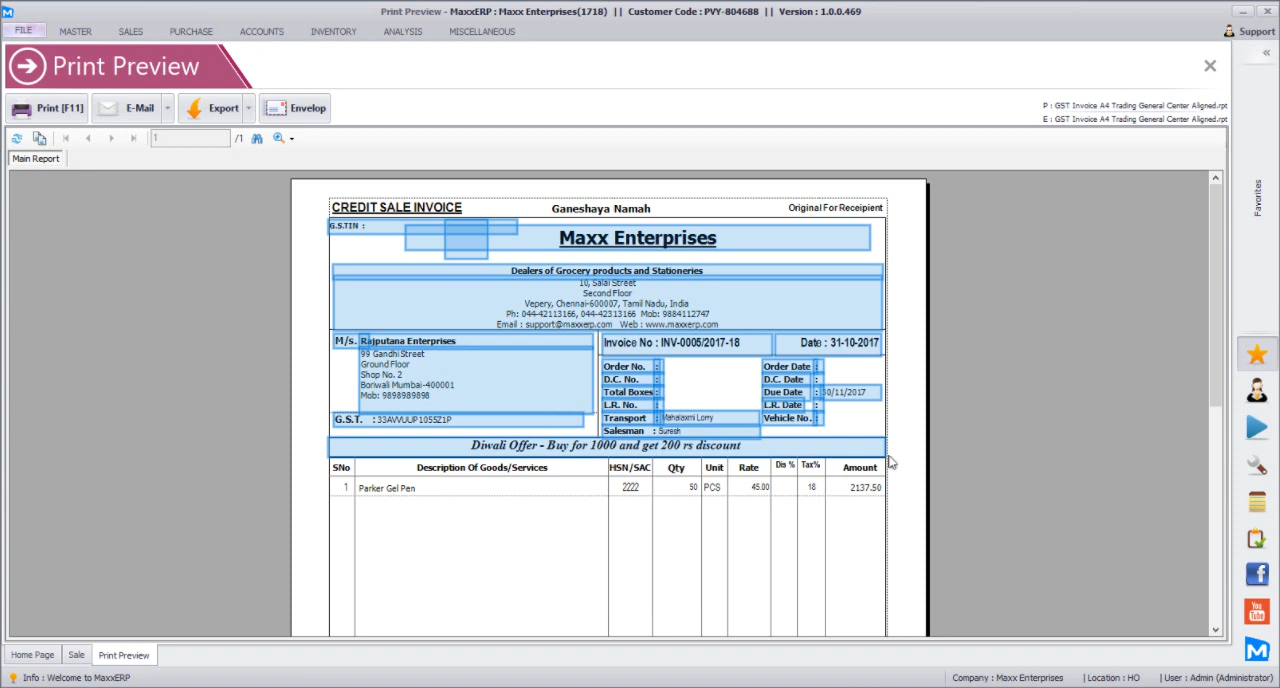 Print Preview - MaxxERP : Maxx Enterprises(1718) || Customer Code : PVY-804688 || Version : 1.0.0.469
FILE MASTER SALES PURCHASE ACCOUNTS INVENTORY ANALYSIS MISCELLANEOUS Support
Print Preview
Print [F11] E-Mail Export Envelop
P : GST Invoice A4 Trading General Center Aligned.rpt
E : GST Invoice A4 Trading General Center Aligned.rpt
1 /1
Main Report
Favorites
CREDIT SALE INVOICE Ganeshaya Namah Original For Receipient
G.S.TIN :
Maxx Enterprises
Dealers of Grocery products and Stationeries
10, Salai Street
Second Floor
Vepery, Chennai-600007, Tamil Nadu, India
Ph: 044-42113166, 044-42313166 Mob: 9884112747
Email : support@maxxerp.com Web : www.maxxerp.com
M/s. Rajputana Enterprises
99 Gandhi Street
Ground Floor
Shop No. 2
Boriwali Mumbai-400001
Mob: 9898989898
G.S.T. : 33AVVUUP1055Z1P
Invoice No : INV-0005/2017-18 Date : 31-10-2017
Order No. : Order Date :
D.C. No. : D.C. Date :
Total Boxes : Due Date : 30/11/2017
L.R. No. : L.R. Date :
Transport : Mahalaxmi Lorry Vehicle No. :
Salesman : Suresh
Diwali Offer - Buy for 1000 and get 200 rs discount
SNo Description Of Goods/Services HSN/SAC Qty Unit Rate Dis % Tax% Amount
1 Parker Gel Pen 2222 50 PCS 45.00 18 2137.50
You Tube
Home Page Sale Print Preview
Info : Welcome to MaxxERP Company : Maxx Enterprises | Location : HO | User : Admin (Administrator)